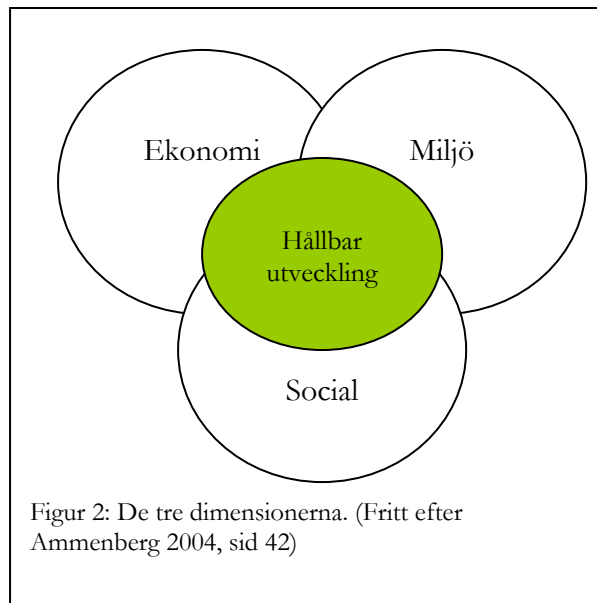 Ekonomi
Miljö
Hållbar
utveckling
Social
Figur 2: De tre dimensionerna. (Fritt efter
Ammenberg 2004, sid 42)